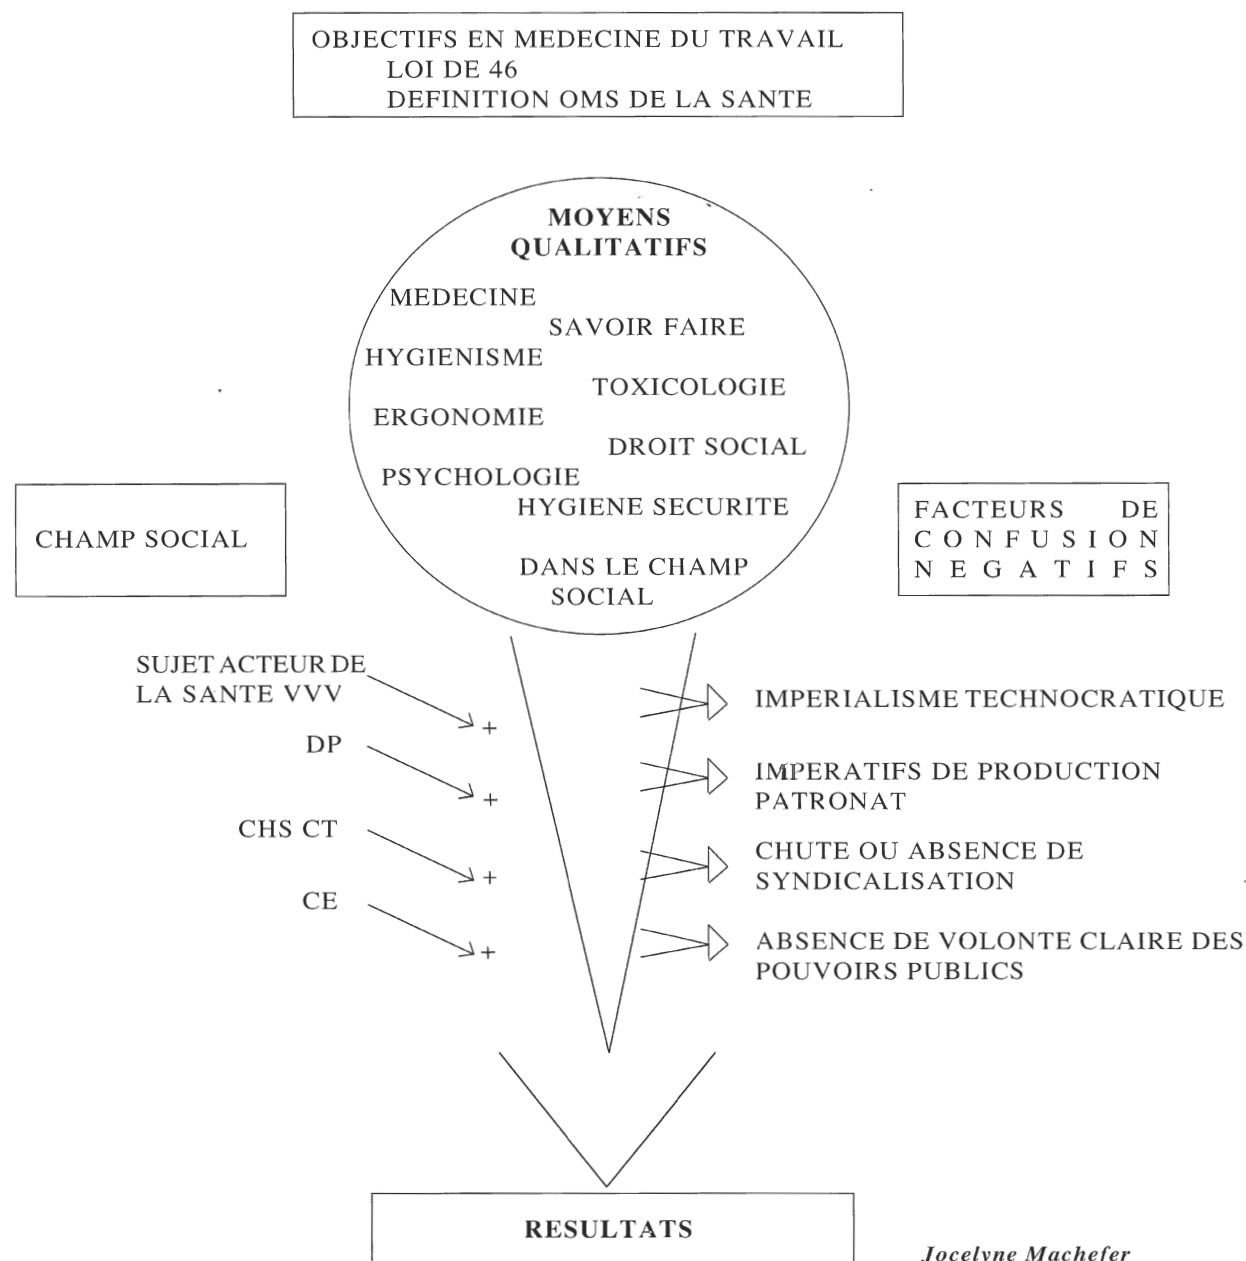 OBJECTIFS EN MEDECINE DU TRAVAIL
LOI DE 46
DEFINITION OMS DE LA SANTE
MOYENS
QUALITATIFS
MEDECINE
SAVOIR FAIRE
HYGIENISME
TOXICOLOGIE
ERGONOMIE
DROIT SOCIAL
PSYCHOLOGIE
HYGIENE SECURITE
DANS LE CHAMP
SOCIAL
CHAMP SOCIAL
FACTEURS DE
CONFUSION
NEGATIFS
SUJET ACTEUR DE
LA SANTE VVV
+
DP
+
CHS CT
+
CE
+
IMPERIALISME TECHNOCRATIQUE
IMPERATIFS DE PRODUCTION
PATRONAT
CHUTE OU ABSENCE DE
SYNDICALISATION
ABSENCE DE VOLONTE CLAIRE DES
POUVOIRS PUBLICS
RESULTATS
Jocelyne Machefer